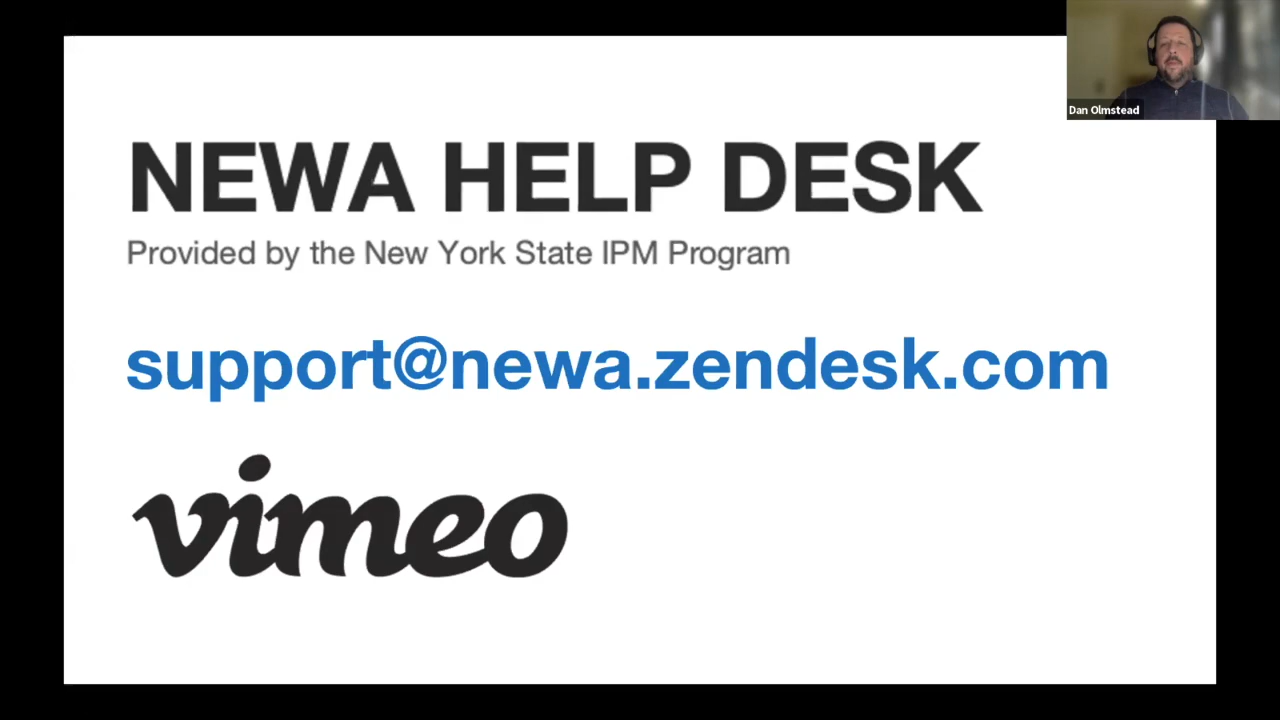 NEWA HELP DESK
Provided by the New York State IPM Program
support@newa.zendesk.com
vimeo
Dan Olmstead